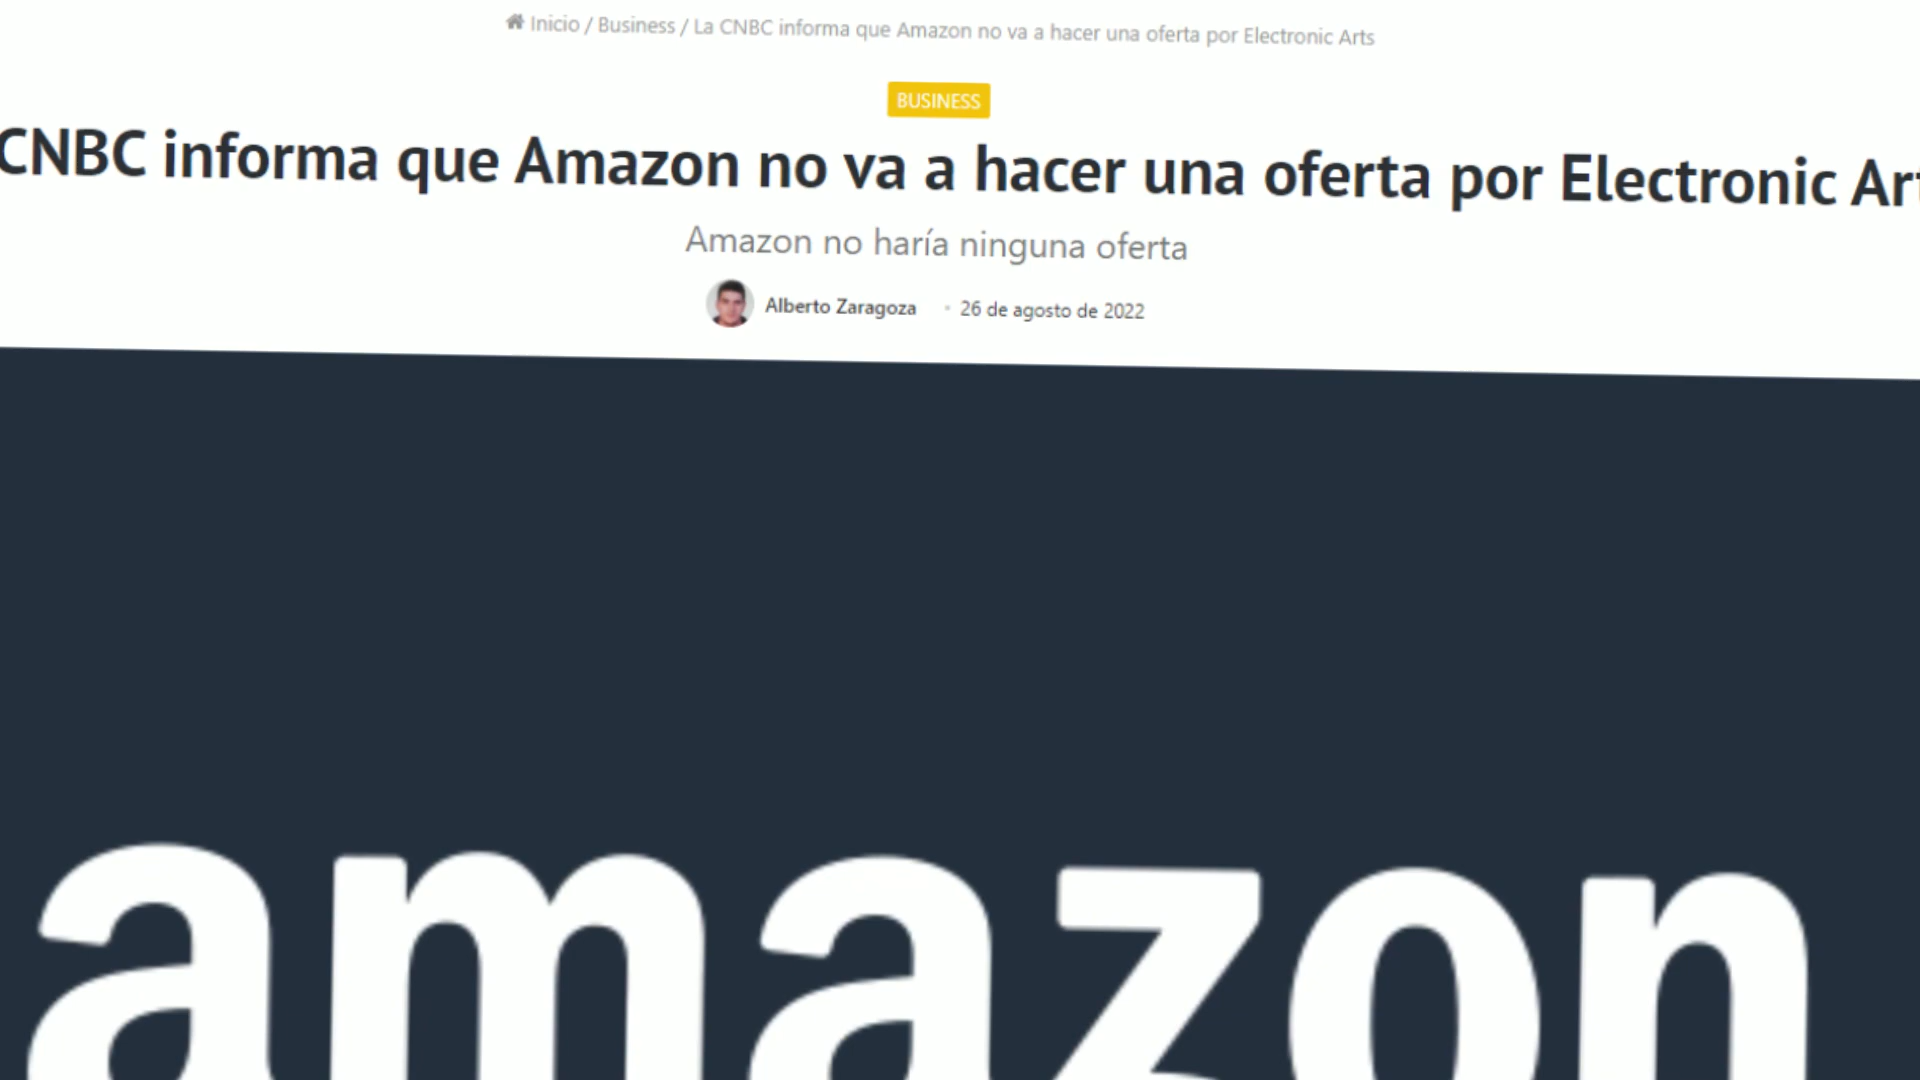 Inicio / Business / La CNBC informa que Amazon no va a hacer una oferta por Electronic Arts
BUSINESS
CNBC informa que Amazon no va a hacer una oferta por Electronic Art
Amazon no haría ninguna oferta
Alberto Zaragoza • 26 de agosto de 2022
amazon